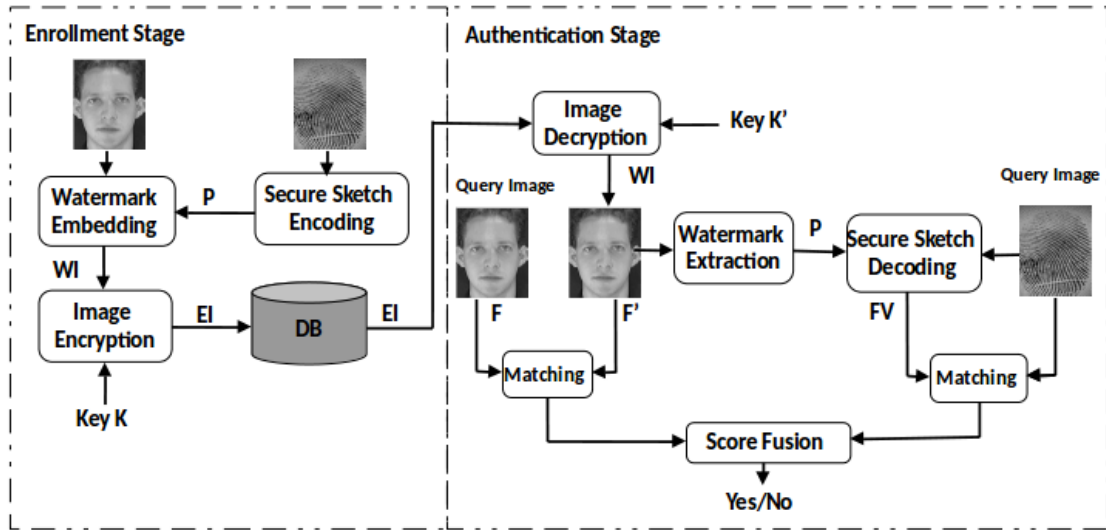 Enrollment Stage
Watermark
Embedding
P
Secure Sketch
Encoding
WI
Image
Encryption
EI
DB
EI
Key K
Authentication Stage
Image
Decryption
Key K’
WI
Query Image
Query Image
Watermark
Extraction
P
Secure Sketch
Decoding
F
F’
FV
Matching
Matching
Score Fusion
Yes/No